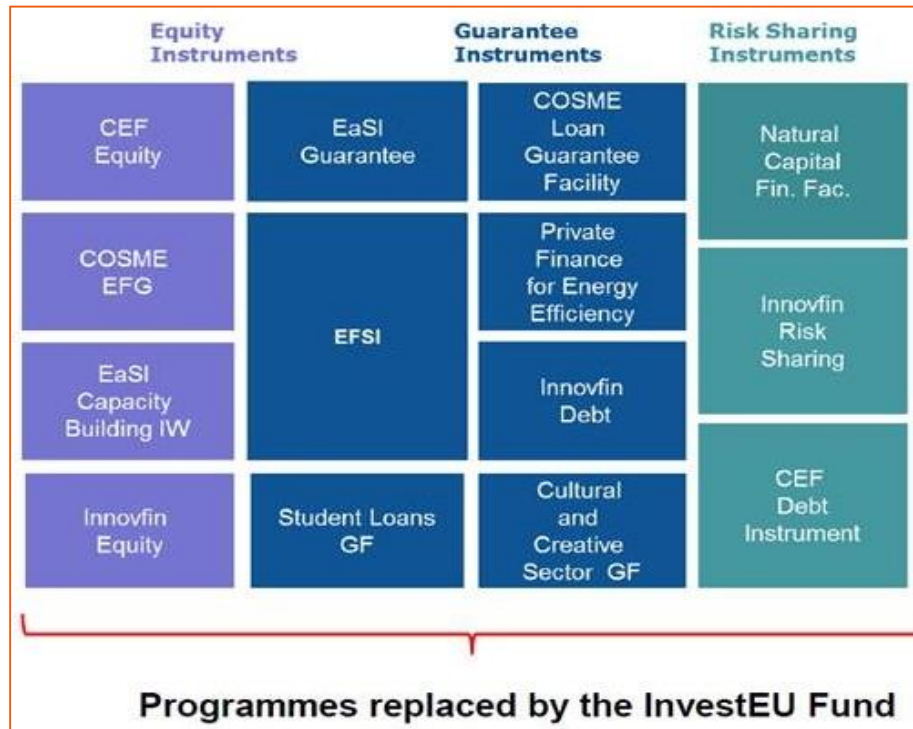 Equity
Instruments
Guarantee
Instruments
Risk Sharing
Instruments
CEF
Equity
COSME
EFG
EaSI
Capacity
Building IW
Innovfin
Equity
EaSI
Guarantee
EFSI
Student Loans
GF
COSME
Loan
Guarantee
Facility
Private
Finance
for Energy
Efficiency
Innovfin
Debt
Cultural
and
Creative
Sector GF
Natural
Capital
Fin. Fac.
Innovfin
Risk
Sharing
CEF
Debt
Instrument
Programmes replaced by the InvestEU Fund